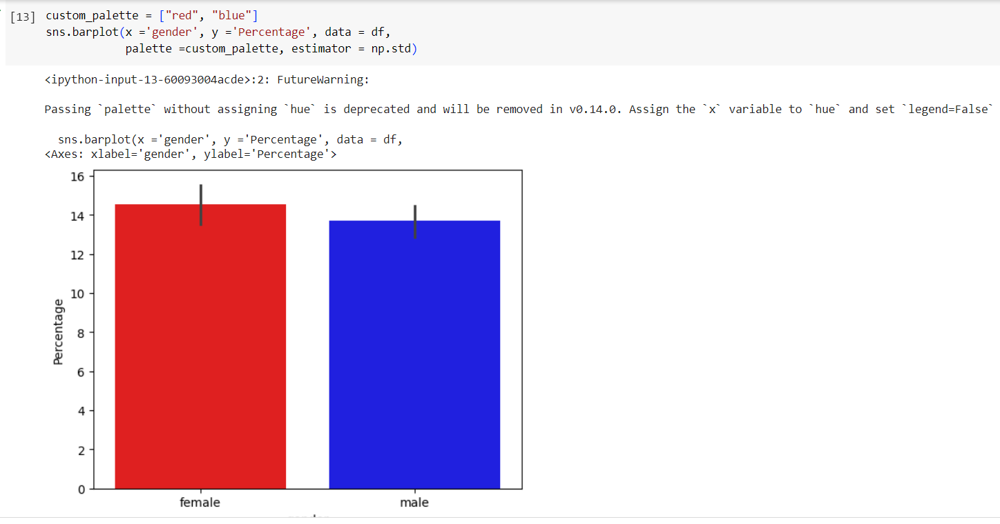 [13] custom_palette = ["red", "blue"]
sns.barplot(x ='gender', y ='Percentage', data = df,
palette =custom_palette, estimator = np.std)
<ipython-input-13-60093004acde>:2: FutureWarning:
Passing `palette` without assigning `hue` is deprecated and will be removed in v0.14.0. Assign the `x` variable to `hue` and set `legend=False`
sns.barplot(x ='gender', y ='Percentage', data = df,
<Axes: xlabel='gender', ylabel='Percentage'>
16
14
12
10
8
6
4
2
0
Percentage
female male